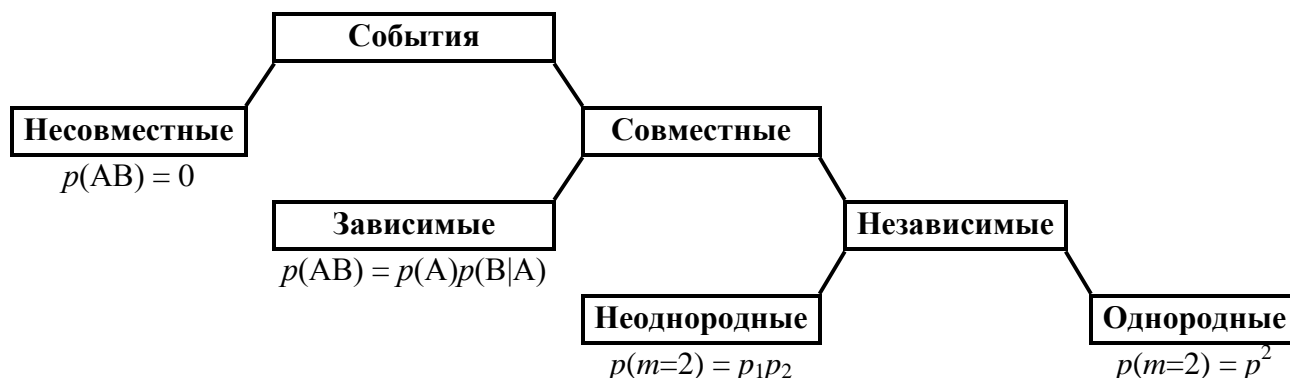 События
Несовместные
Совместные
p(AB) = 0
Зависимые
Независимые
p(AB) = p(A)p(B|A)
Неоднородные
Однородные
p(m=2) = p₁p₂
p(m=2) = p²